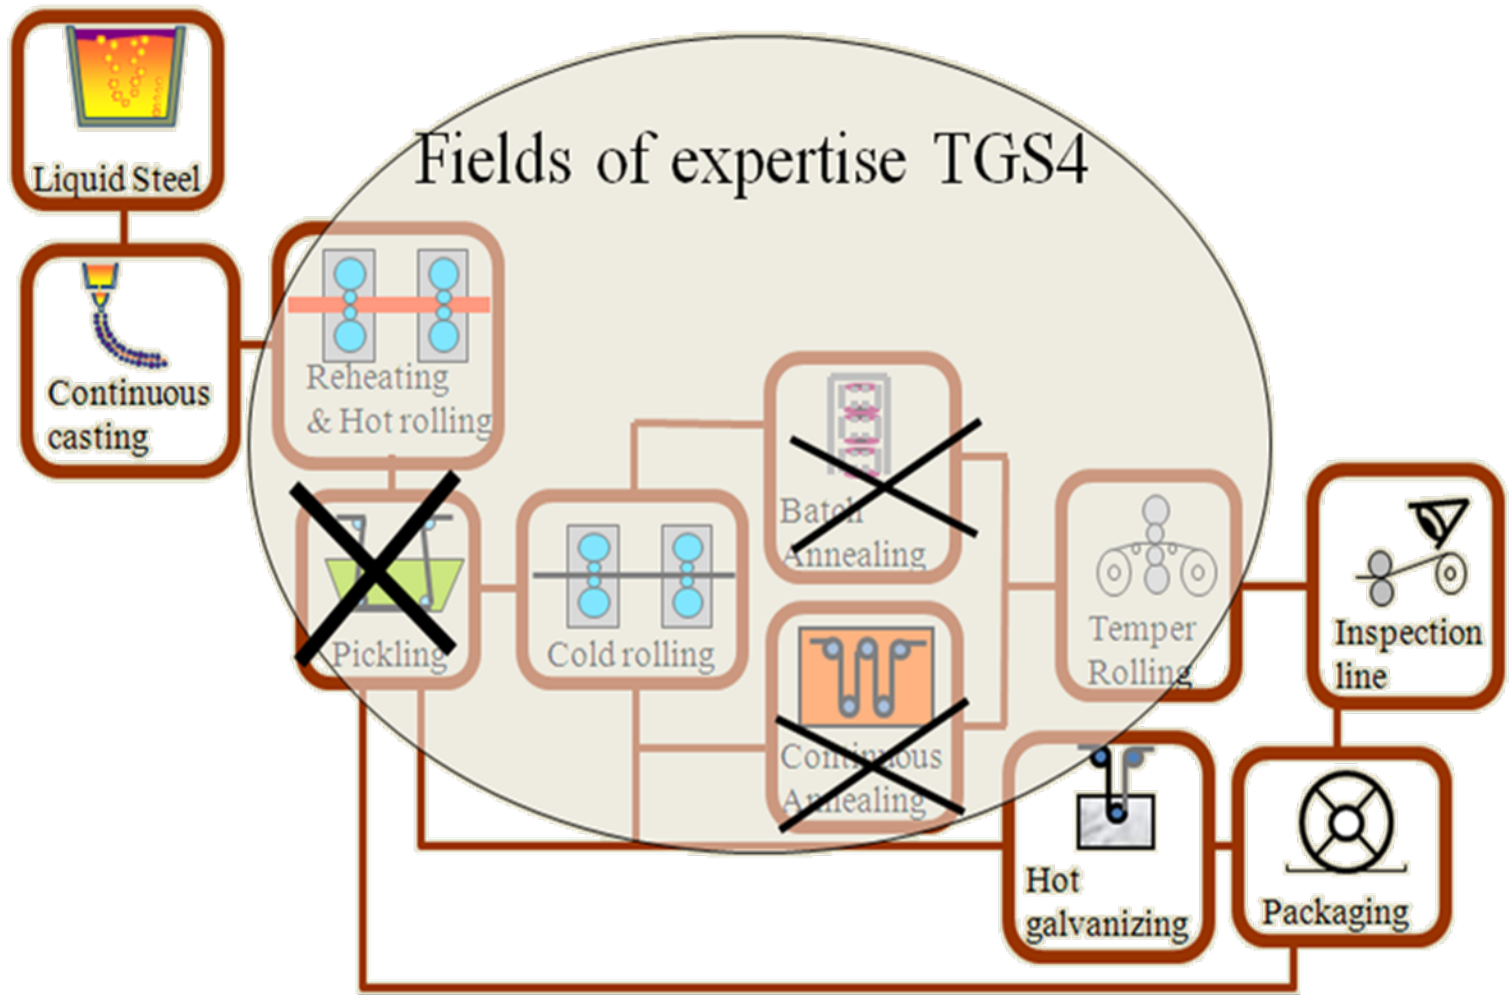 Fields of expertise TGS4
Liquid Steel
Continuous
casting
Reheating
& Hot rolling
Pickling
Cold rolling
Batch
Annealing
Continuous
Annealing
Temper
Rolling
Inspection
line
Hot
galvanizing
Packaging